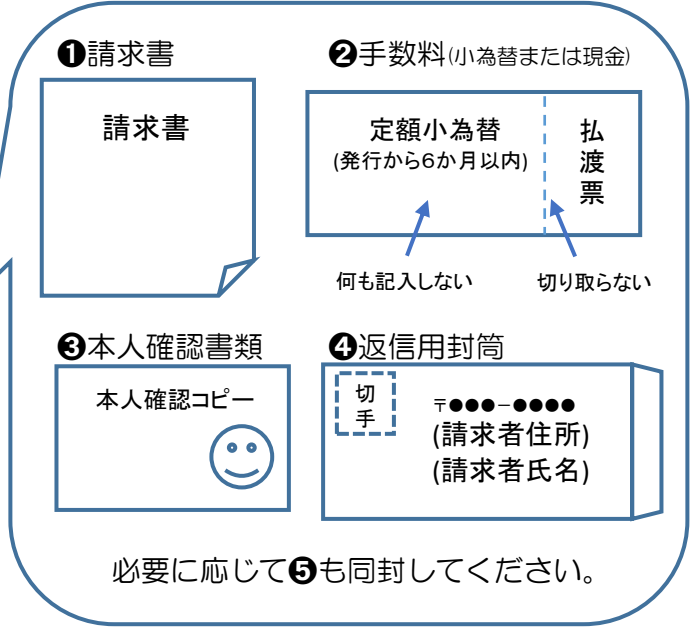 ❶請求書
請求書
❷手数料(小為替または現金)
定額小為替
(発行から6か月以内)
払渡票
何も記入しない
切り取らない
❸本人確認書類
本人確認コピー
❹返信用封筒
切手
〒●●●-●●●●
(請求者住所)
(請求者氏名)
必要に応じて❺も同封してください。